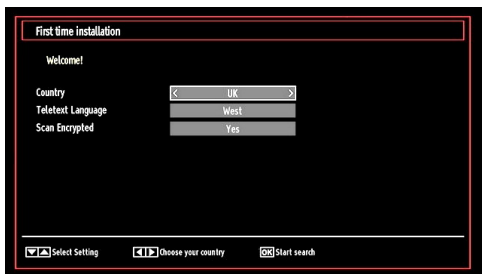 First time installation
Welcome!
Country < UK >
Teletext Language West
Scan Encrypted Yes
Select Setting Choose your country OK Start search